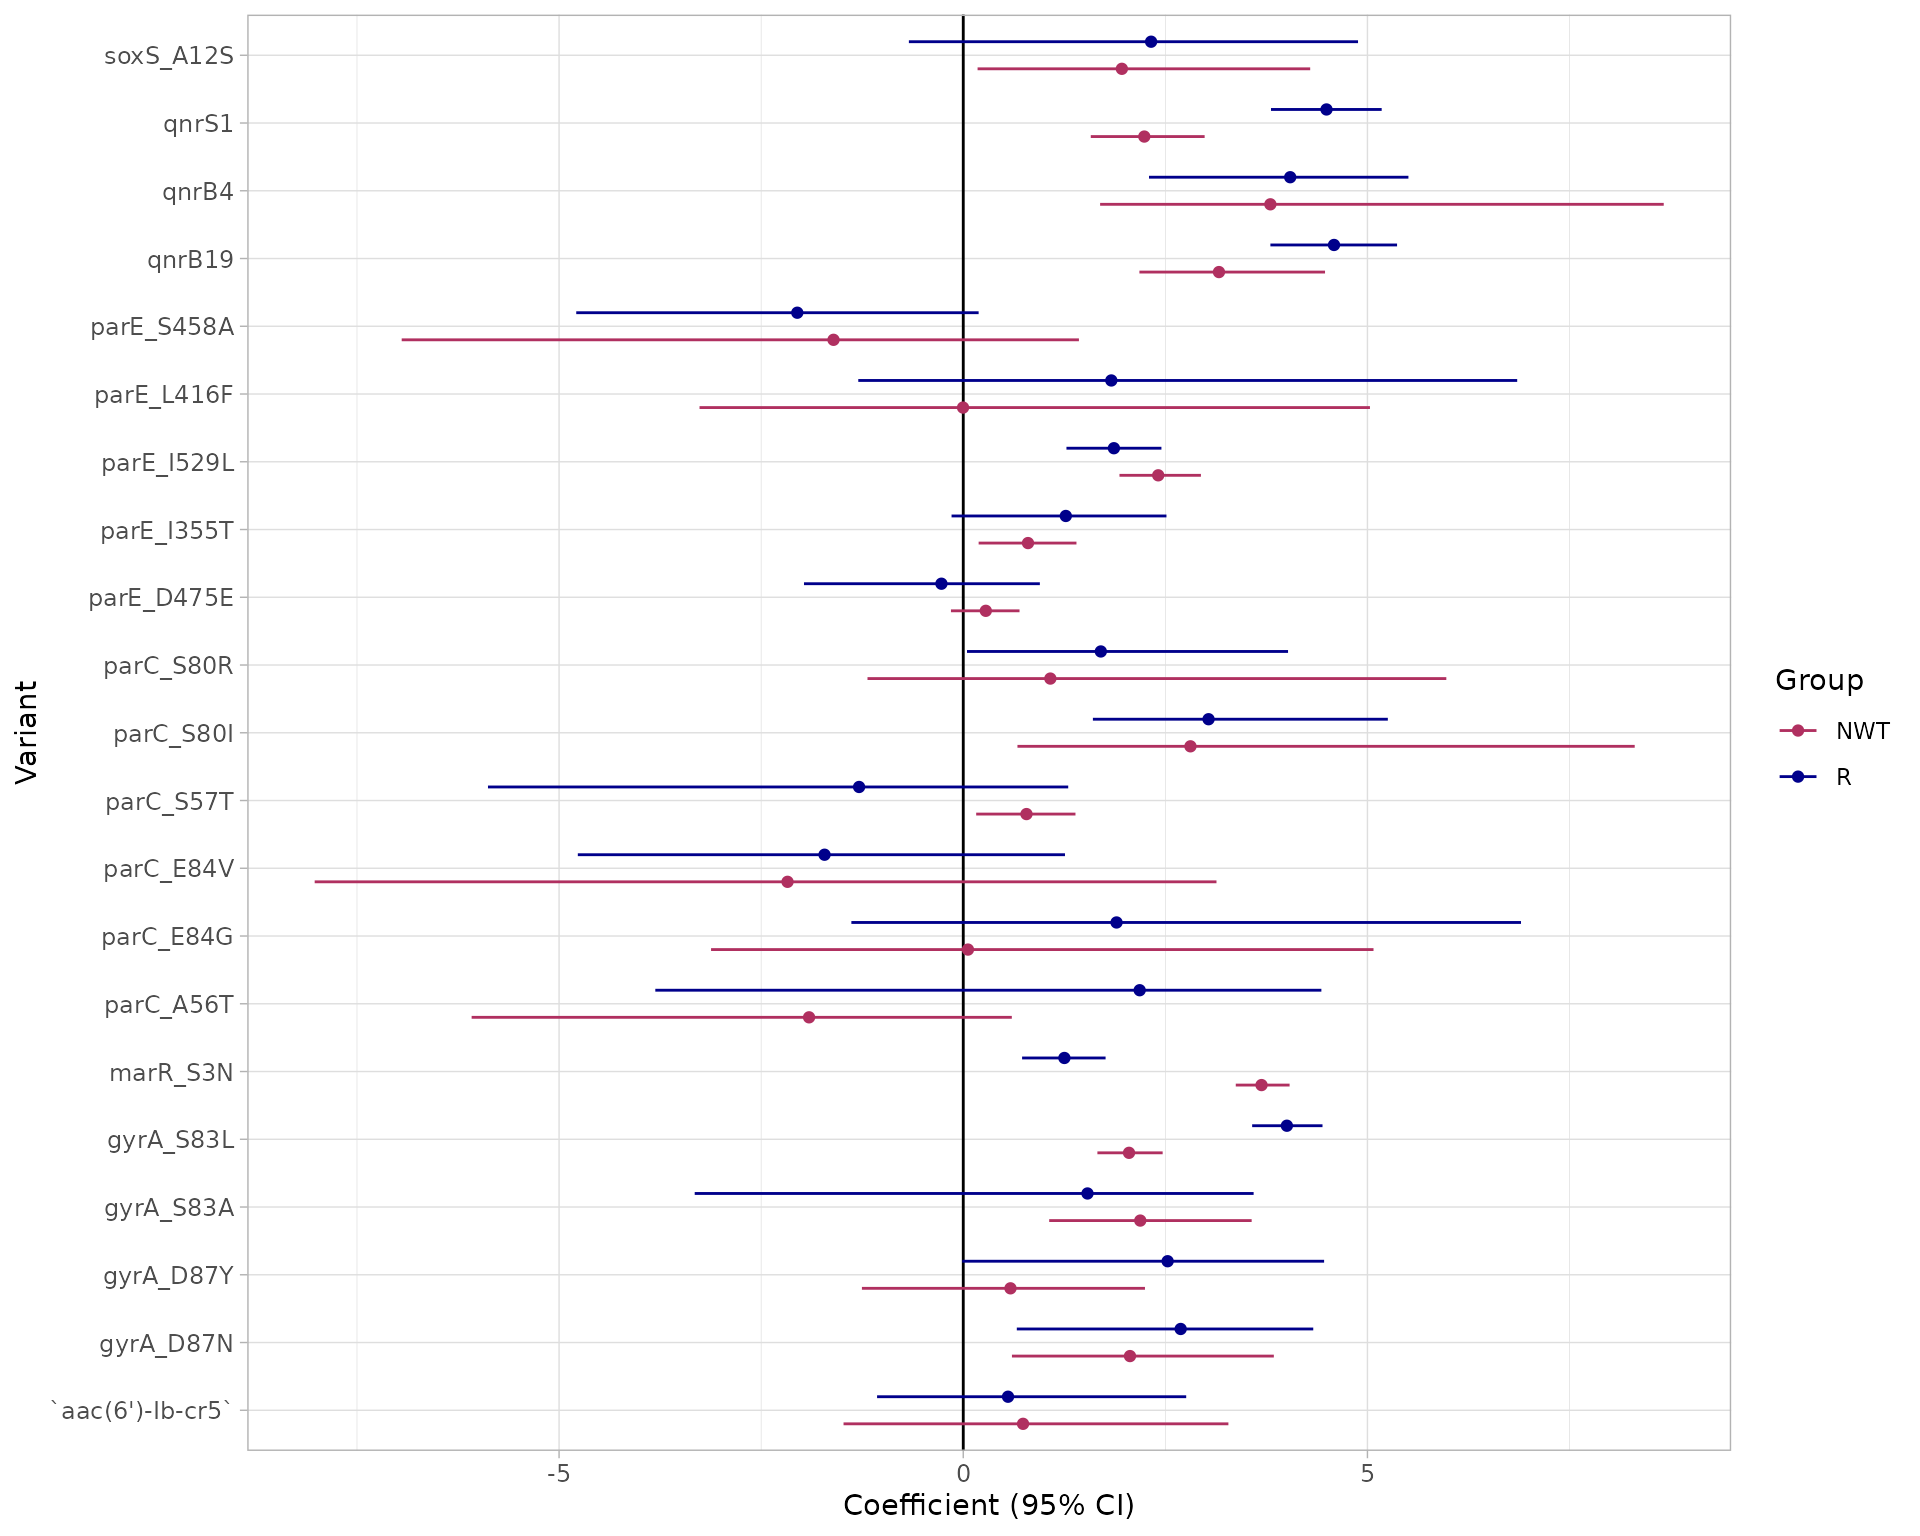 soxS_A12S
qnrS1
qnrB4
qnrB19
parE_S458A
parE_L416F
parE_I529L
parE_I355T
parE_D475E
parC_S80R
parC_S80I
parC_S57T
parC_E84V
parC_E84G
parC_A56T
marR_S3N
gyrA_S83L
gyrA_S83A
gyrA_D87Y
gyrA_D87N
`aac(6')-Ib-cr5`
Variant
-5 0 5
Coefficient (95% CI)
Group
NWT
R